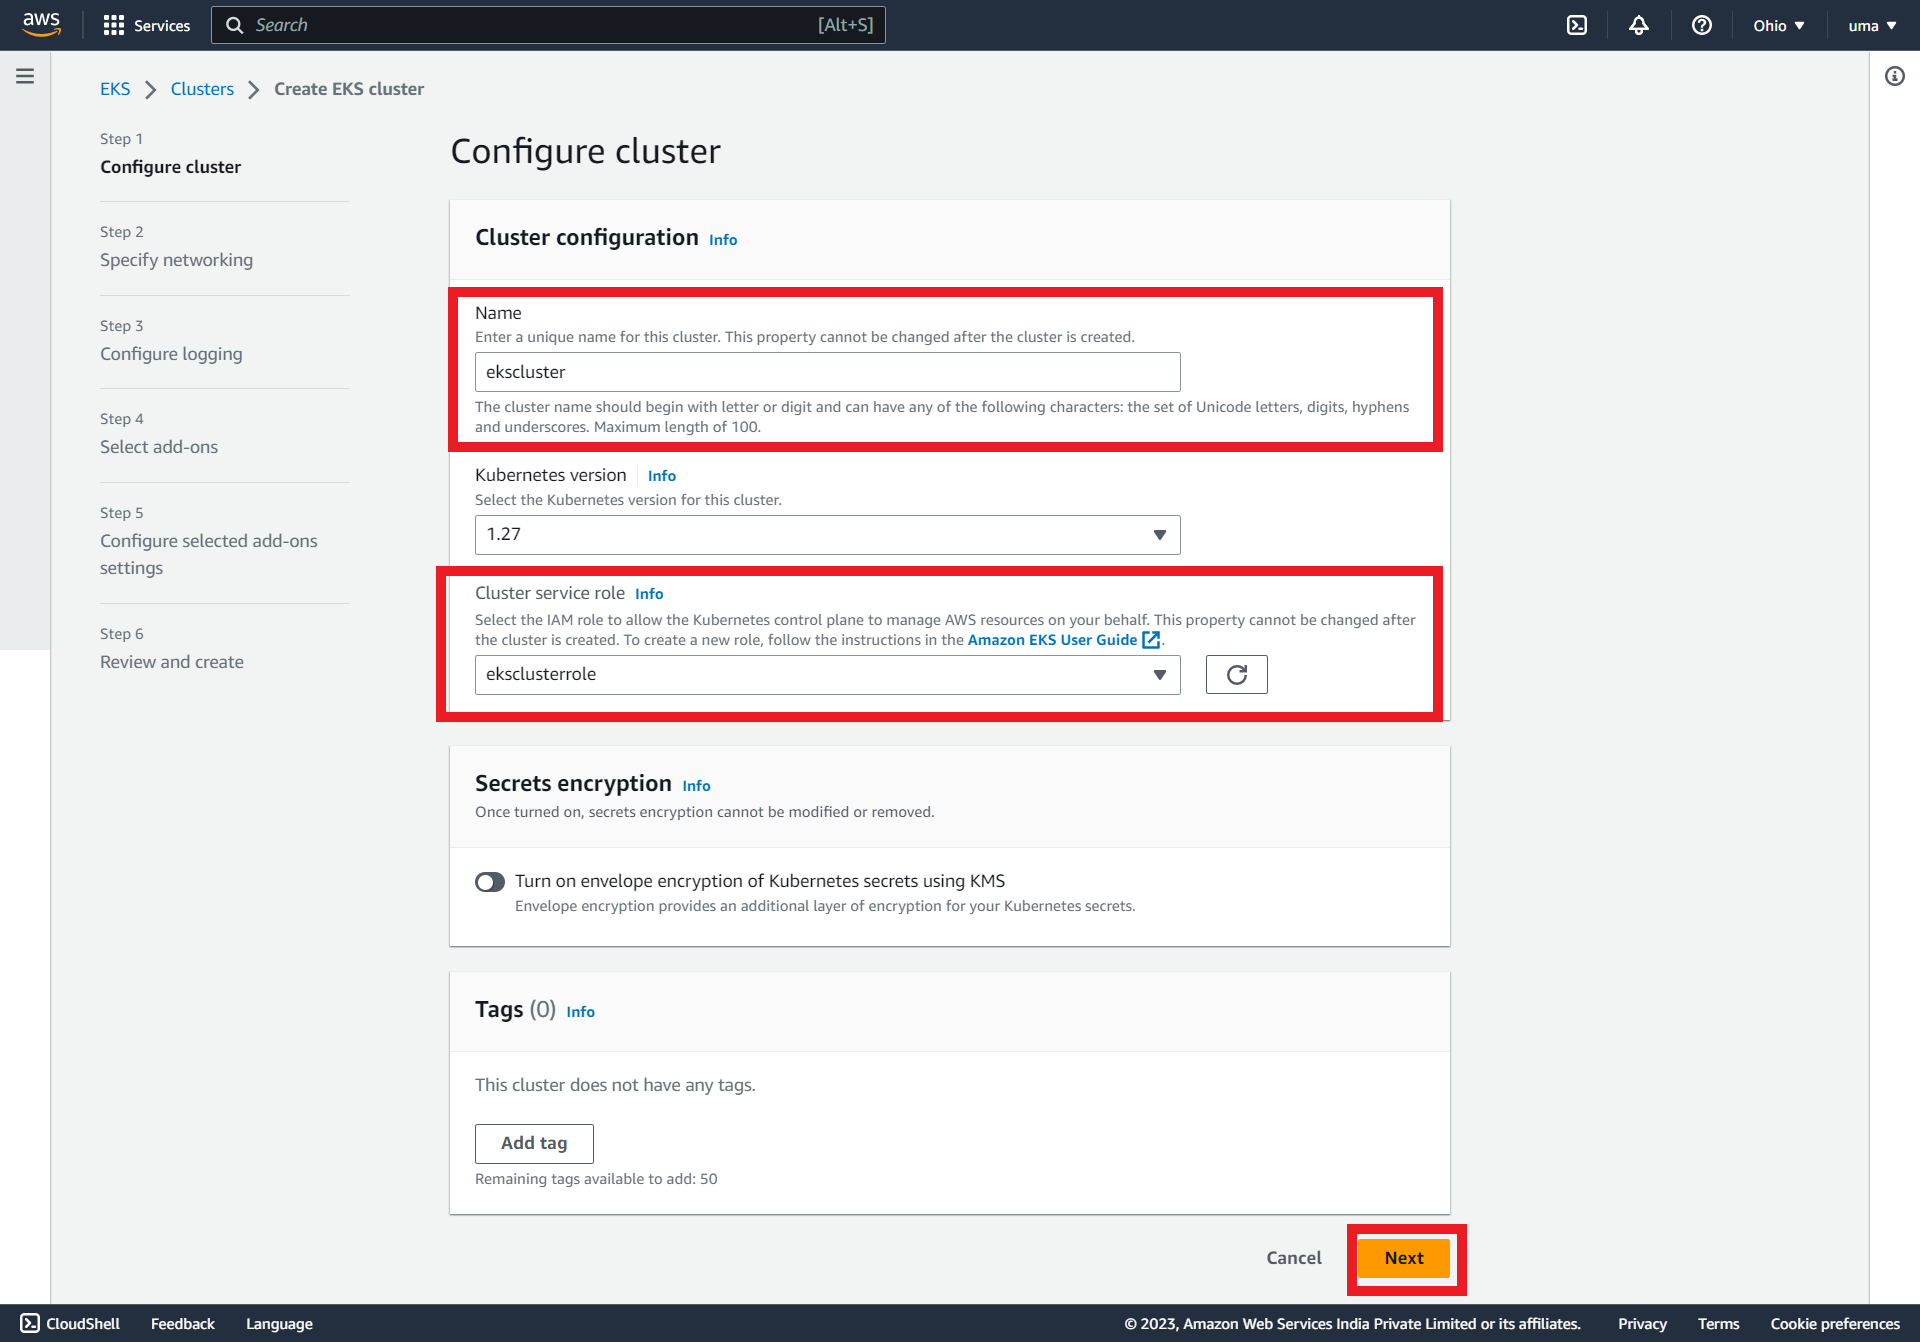 aws
Services
Search
[Alt+S]
Ohio
uma
EKS
Clusters
Create EKS cluster
Step 1
Configure cluster
Step 2
Specify networking
Step 3
Configure logging
Step 4
Select add-ons
Step 5
Configure selected add-ons
settings
Step 6
Review and create
Configure cluster
Cluster configuration Info
Name
Enter a unique name for this cluster. This property cannot be changed after the cluster is created.
ekscluster
The cluster name should begin with letter or digit and can have any of the following characters: the set of Unicode letters, digits, hyphens
and underscores. Maximum length of 100.
Kubernetes version Info
Select the Kubernetes version for this cluster.
1.27
Cluster service role Info
Select the IAM role to allow the Kubernetes control plane to manage AWS resources on your behalf. This property cannot be changed after
the cluster is created. To create a new role, follow the instructions in the Amazon EKS User Guide.
eksclusterrole
Secrets encryption Info
Once turned on, secrets encryption cannot be modified or removed.
Turn on envelope encryption of Kubernetes secrets using KMS
Envelope encryption provides an additional layer of encryption for your Kubernetes secrets.
Tags (0) Info
This cluster does not have any tags.
Add tag
Remaining tags available to add: 50
Cancel
Next
CloudShell
Feedback
Language
© 2023, Amazon Web Services India Private Limited or its affiliates.
Privacy
Terms
Cookie preferences